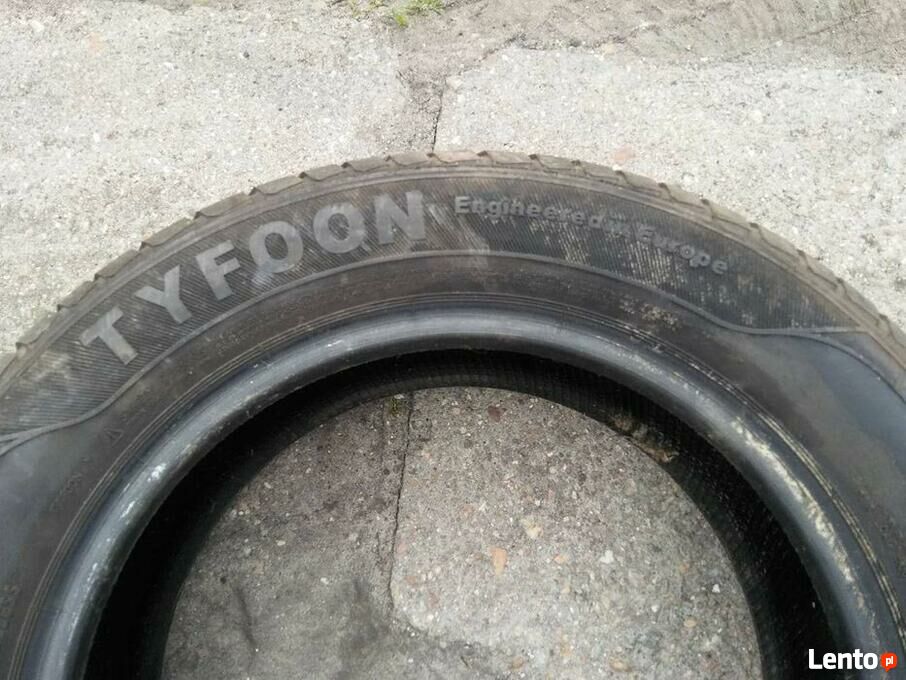 TYFOON
Engineered in Europe
Lento.pl